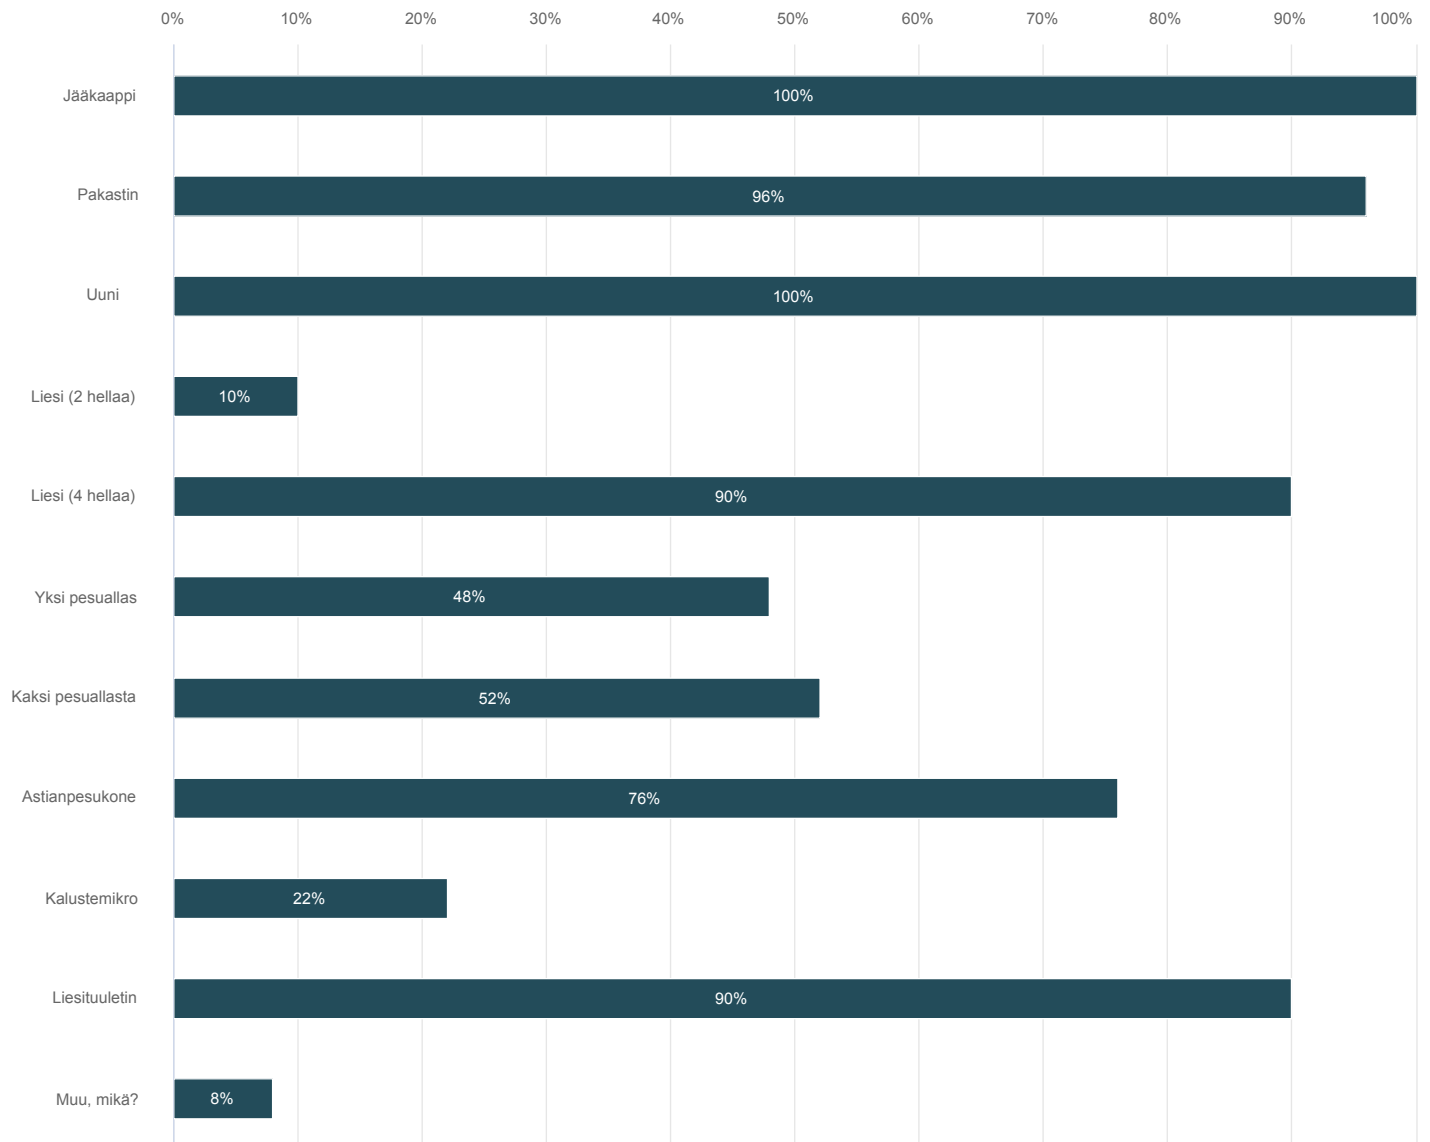 0% 10% 20% 30% 40% 50% 60% 70% 80% 90% 100%
Jääkaappi 100%
Pakastin 96%
Uuni 100%
Liesi (2 hellaa) 10%
Liesi (4 hellaa) 90%
Yksi pesuallas 48%
Kaksi pesuallasta 52%
Astianpesukone 76%
Kalustemikro 22%
Liesituuletin 90%
Muu, mikä? 8%